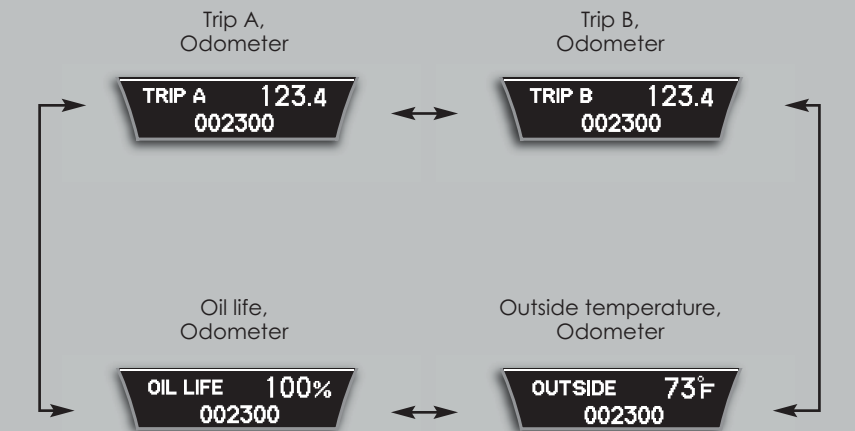 Trip A,
Odometer
TRIP A 123.4
002300
Trip B,
Odometer
TRIP B 123.4
002300
Oil life,
Odometer
OIL LIFE 100%
002300
Outside temperature,
Odometer
OUTSIDE 73°F
002300